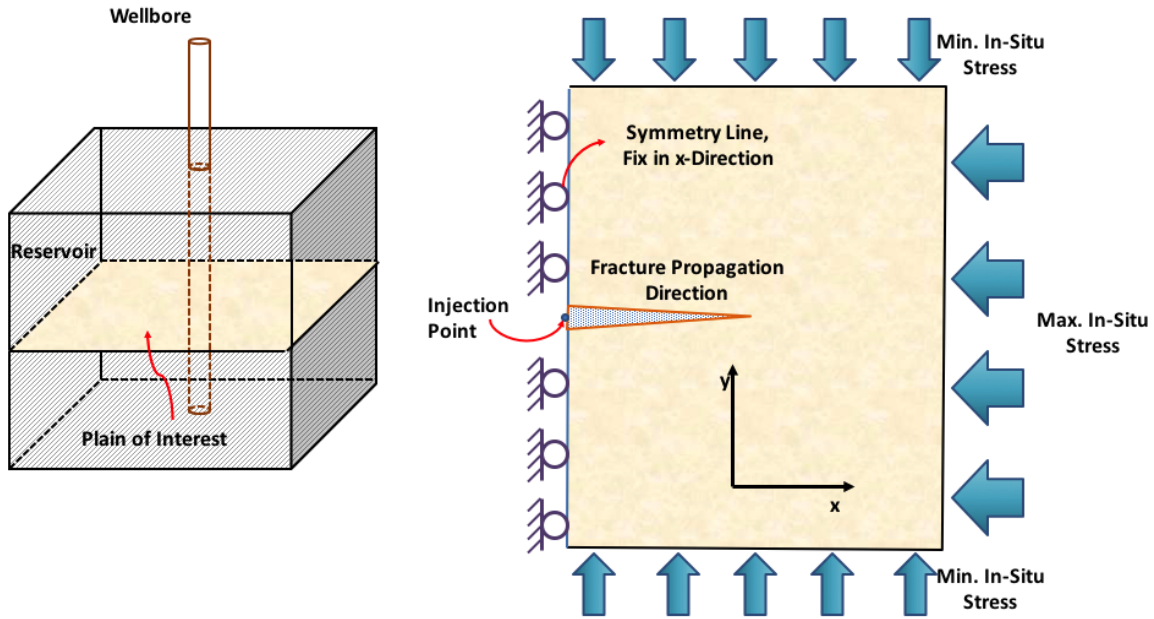 Wellbore
Reservoir
Plain of Interest
Min. In-Situ
Stress
Symmetry Line,
Fix in x-Direction
Fracture Propagation
Direction
Injection
Point
Max. In-Situ
Stress
y
x
Min. In-Situ
Stress